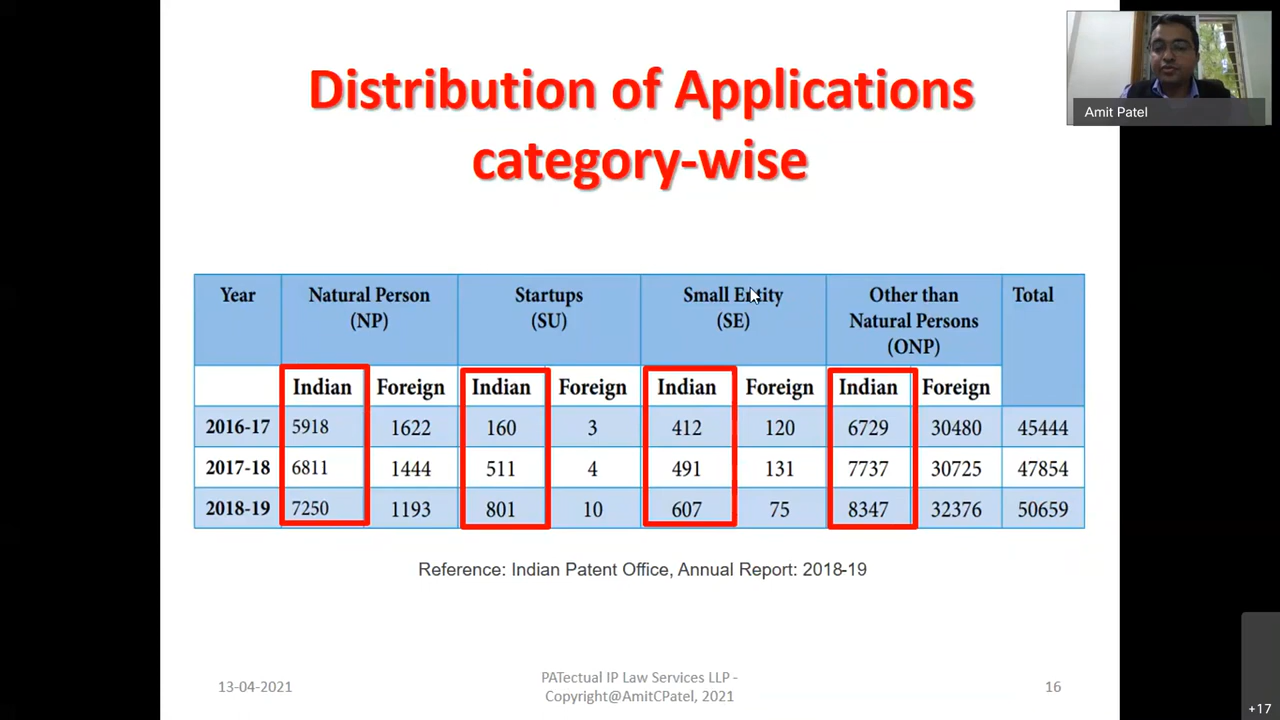 Distribution of Applications
category-wise
Amit Patel
Year Natural Person (NP) Startups (SU) Small Entity (SE) Other than Natural Persons (ONP) Total
Indian Foreign Indian Foreign Indian Foreign Indian Foreign
2016-17 5918 1622 160 3 412 120 6729 30480 45444
2017-18 6811 1444 511 4 491 131 7737 30725 47854
2018-19 7250 1193 801 10 607 75 8347 32376 50659
Reference: Indian Patent Office, Annual Report: 2018-19
13-04-2021
PATectual IP Law Services LLP -
Copyright@AmitCPatel, 2021
16
+17